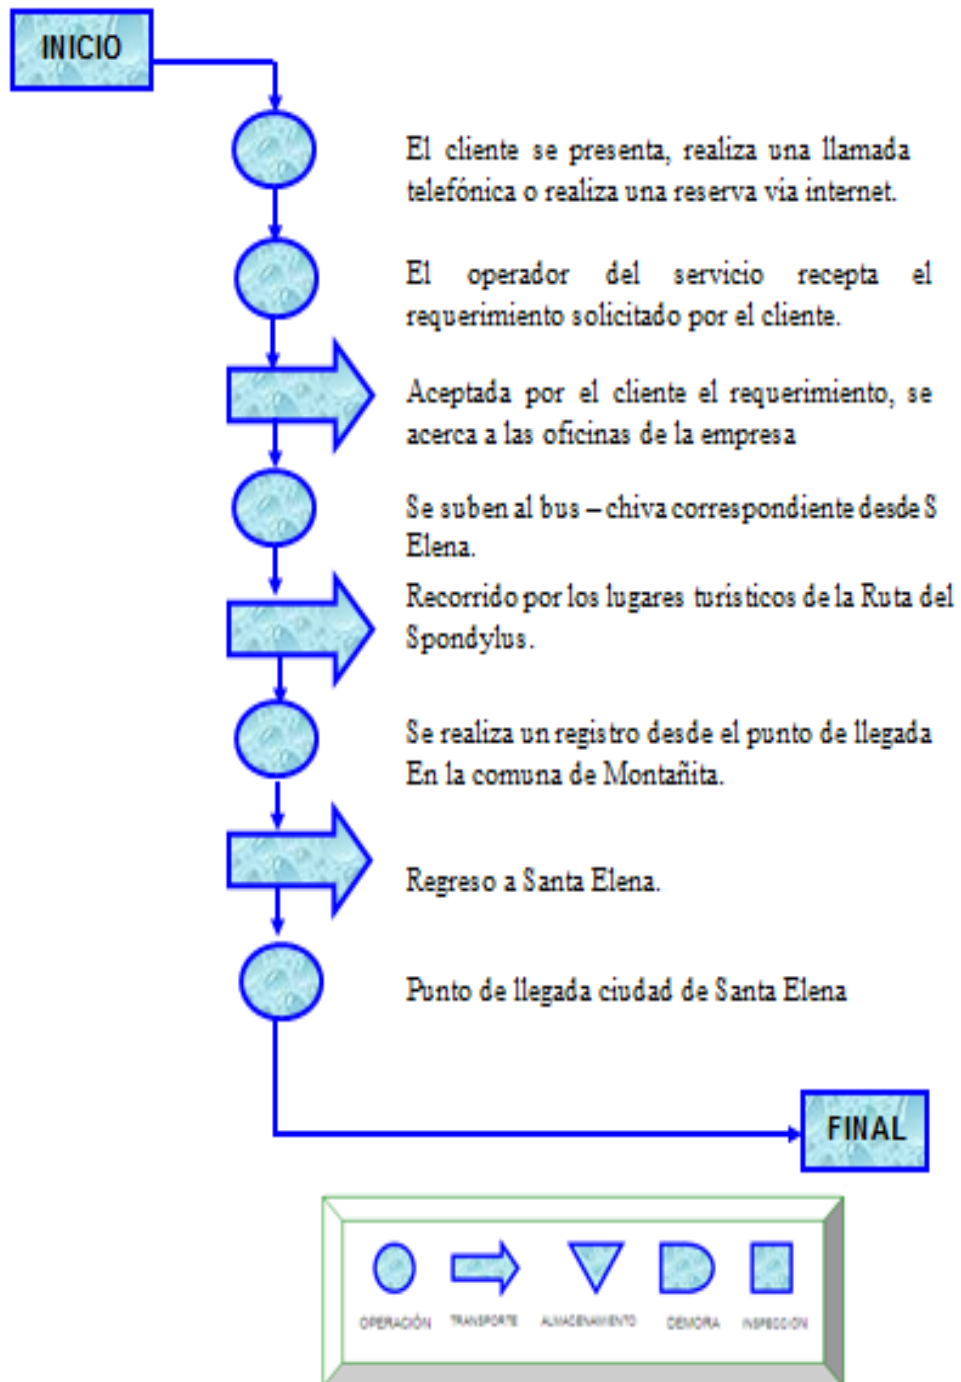 INICIO
El cliente se presenta, realiza una llamada
telefónica o realiza una reserva vía internet.
El operador del servicio recepta el
requerimiento solicitado por el cliente.
Aceptada por el cliente el requerimiento, se
acerca a las oficinas de la empresa
Se suben al bus – chiva correspondiente desde S
Elena.
Recorrido por los lugares turísticos de la Ruta del
Spondylus.
Se realiza un registro desde el punto de llegada
En la comuna de Montañita.
Regreso a Santa Elena.
Punto de llegada ciudad de Santa Elena
FINAL
OPERACIÓN TRANSPORTE ALMACENAMIENTO DEMORA INSPECCION